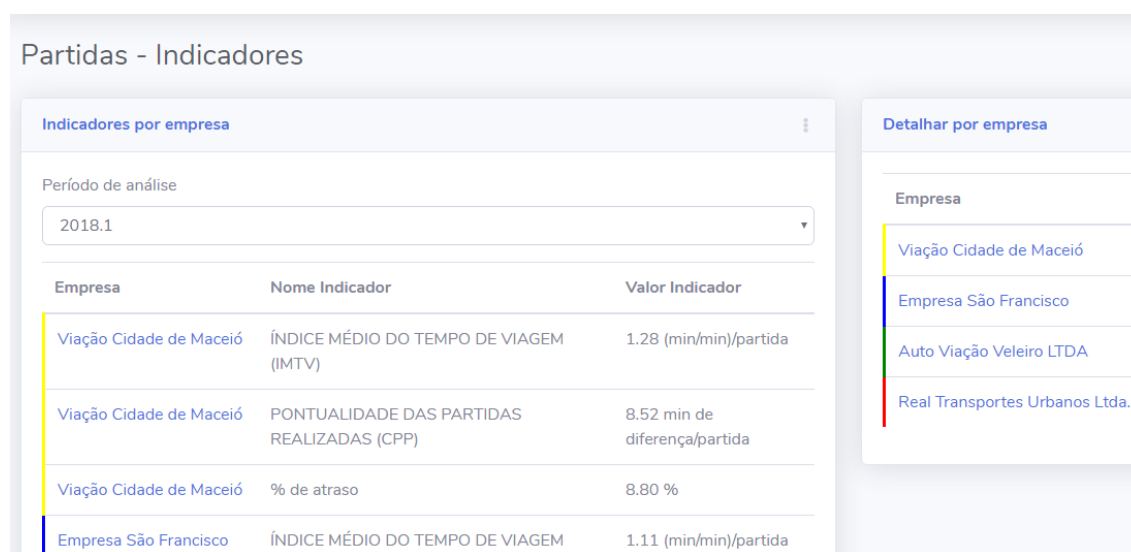 Partidas - Indicadores
Indicadores por empresa
Período de análise
2018.1
Empresa Nome Indicador Valor Indicador
Viação Cidade de Maceió ÍNDICE MÉDIO DO TEMPO DE VIAGEM 1.28 (min/min)/partida
(IMTV)
Viação Cidade de Maceió PONTUALIDADE DAS PARTIDAS 8.52 min de
REALIZADAS (CPP) diferença/partida
Viação Cidade de Maceió % de atraso 8.80 %
Empresa São Francisco ÍNDICE MÉDIO DO TEMPO DE VIAGEM 1.11 (min/min)/partida
Detalhar por empresa
Empresa
Viação Cidade de Maceió
Empresa São Francisco
Auto Viação Veleiro LTDA
Real Transportes Urbanos Ltda.